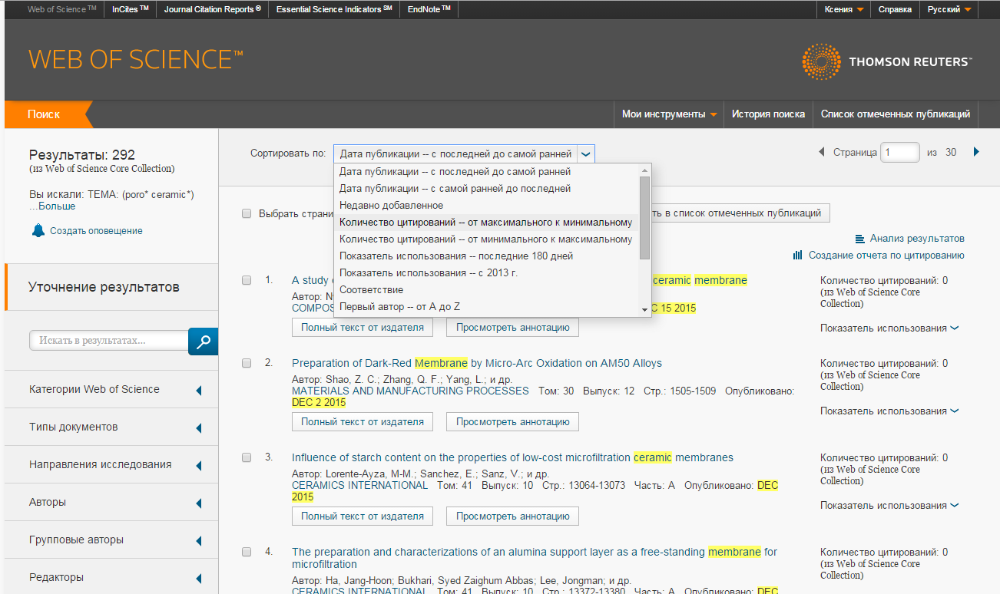 Web of Science™ InCites™ Journal Citation Reports® Essential Science Indicators℠ EndNote™ Ксения Справка Русский
WEB OF SCIENCE™
THOMSON REUTERS™
Поиск Мои инструменты История поиска Список отмеченных публикаций
Результаты: 292
(из Web of Science Core Collection)
Вы искали: ТЕМА: (poro* ceramic*)
...Больше
Создать оповещение
Уточнение результатов
Искать в результатах...
Категории Web of Science
Типы документов
Направления исследования
Авторы
Групповые авторы
Редакторы
Сортировать по: Дата публикации -- с последней до самой ранней
Страница 1 из 30
Дата публикации -- с последней до самой ранней
Дата публикации -- с самой ранней до последней
Недавно добавленное
Количество цитирований -- от максимального к минимальному
Количество цитирований -- от минимального к максимальному
Показатель использования -- последние 180 дней
Показатель использования -- с 2013 г.
Соответствие
Первый автор -- от A до Z
Выбрать страни ть в список отмеченных публикаций
Анализ результатов
Создание отчета по цитированию
1. A study ceramic membrane
Автор:
COMPOS C 15 2015
Полный текст от издателя Просмотреть аннотацию
Количество цитирований: 0
(из Web of Science Core
Collection)
Показатель использования
2. Preparation of Dark-Red Membrane by Micro-Arc Oxidation on AM50 Alloys
Автор: Shao, Z. C.; Zhang, Q. F.; Yang, L.; и др.
MATERIALS AND MANUFACTURING PROCESSES Том: 30 Выпуск: 12 Стр.: 1505-1509 Опубликовано:
DEC 2 2015
Полный текст от издателя Просмотреть аннотацию
Количество цитирований: 0
(из Web of Science Core
Collection)
Показатель использования
3. Influence of starch content on the properties of low-cost microfiltration ceramic membranes
Автор: Lorente-Ayza, M-M.; Sanchez, E.; Sanz, V.; и др.
CERAMICS INTERNATIONAL Том: 41 Выпуск: 10 Стр.: 13064-13073 Часть: A Опубликовано: DEC
2015
Полный текст от издателя Просмотреть аннотацию
Количество цитирований: 0
(из Web of Science Core
Collection)
Показатель использования
4. The preparation and characterizations of an alumina support layer as a free-standing membrane for
microfiltration
Автор: Ha, Jang-Hoon; Bukhari, Syed Zaighum Abbas; Lee, Jongman; и др.
CERAMICS INTERNATIONAL Том: 41 Выпуск: 10 Стр.: 13372-13380 Часть: A Опубликовано: DEC
Количество цитирований: 0
(из Web of Science Core
Collection)